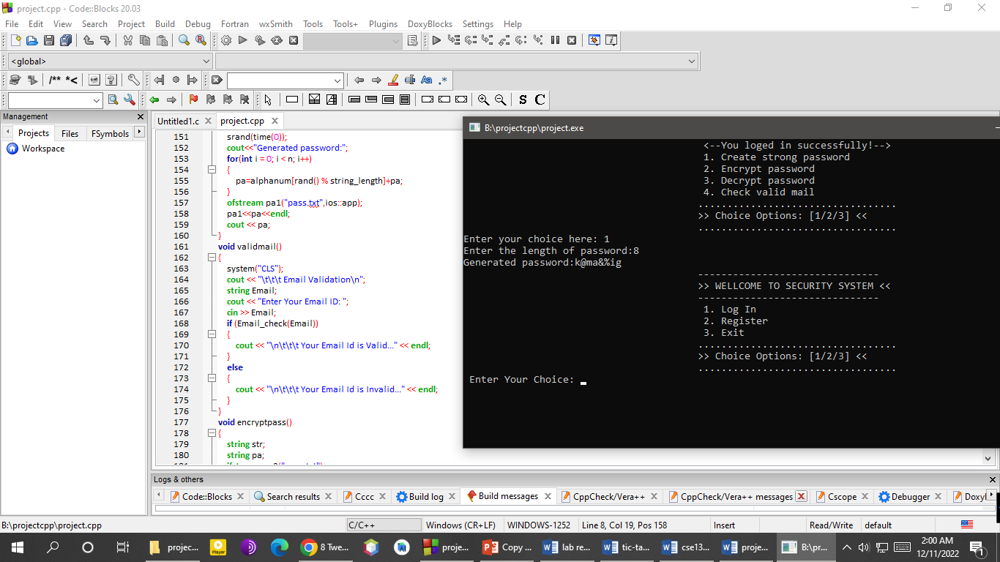 project.cpp - Code::Blocks 20.03
File Edit View Search Project Build Debug Fortran wxSmith Tools Tools+ Plugins DoxyBlocks Settings Help
<global>
/** *<
Aa .*
S C
Management
Projects Files FSymbols
Workspace
Untitled1.c project.cpp
151 srand(time(0));
152 cout<<"Generated password:";
153 for(int i = 0; i < n; i++)
154 {
155 pa=alphanum[rand() % string_length]+pa;
156 }
157 ofstream pa1("pass.txt",ios::app);
158 pa1<<pa<<endl;
159 cout << pa;
160 }
161 void validmail()
162 {
163 system("CLS");
164 cout << "\t\t\t Email Validation\n";
165 string Email;
166 cout << "Enter Your Email ID: ";
167 cin >> Email;
168 if (Email_check(Email))
169 {
170 cout << "\n\t\t\t Your Email Id is Valid..." << endl;
171 }
172 else
173 {
174 cout << "\n\t\t\t Your Email Id is Invalid..." << endl;
175 }
176 }
177 void encryptpass()
178 {
179 string str;
180 string pa;
B:\projectcpp\project.exe
<--You loged in successfully!-->
1. Create strong password
2. Encrypt password
3. Decrypt password
4. Check valid mail
..................................
>> Choice Options: [1/2/3] <<
..................................
Enter your choice here: 1
Enter the length of password:8
Generated password:k@ma&%ig
-------------------------------
>> WELLCOME TO SECURITY SYSTEM <<
-------------------------------
1. Log In
2. Register
3. Exit
..................................
>> Choice Options: [1/2/3] <<
..................................
Enter Your Choice:
Logs & others
Code::Blocks Search results Cccc Build log Build messages CppCheck/Vera++ CppCheck/Vera++ messages Cscope Debugger Doxyl
B:\projectcpp\project.cpp C/C++ Windows (CR+LF) WINDOWS-1252 Line 8, Col 19, Pos 158 Insert Read/Write default
projec... Player 8 Twe... proje... Copy ... lab re... tic-ta... cse13... proje... B:\pr...
2:00 AM
12/11/2022
1